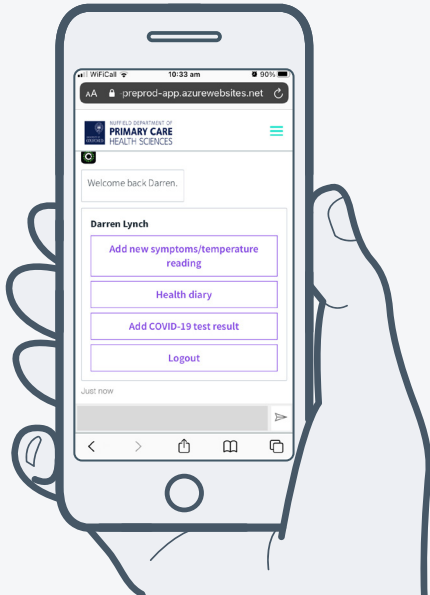 WiFiCall
10:33 am
90%
AA
-preprod-app.azurewebsites.net
NUFFIELD DEPARTMENT OF
PRIMARY CARE
HEALTH SCIENCES
Welcome back Darren.
Darren Lynch
Add new symptoms/temperature
reading
Health diary
Add COVID-19 test result
Logout
Just now